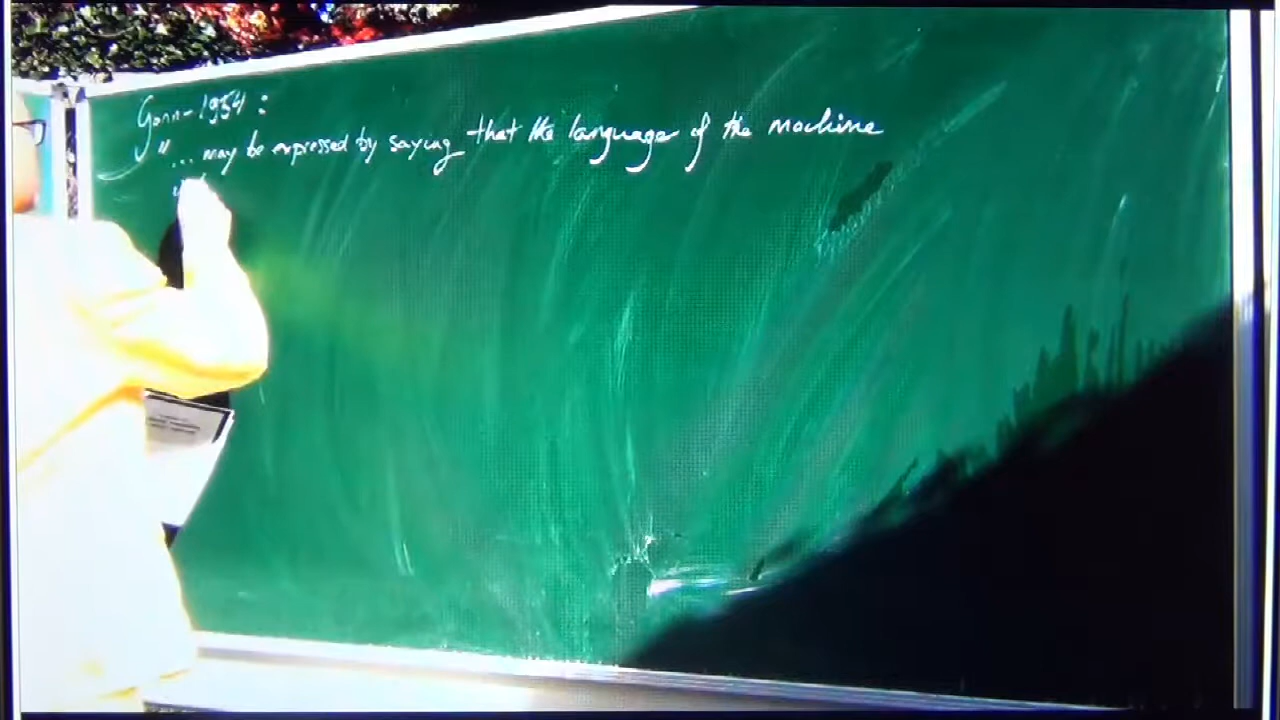 Gorn-1954:
"... may be expressed by saying that the language of the machine